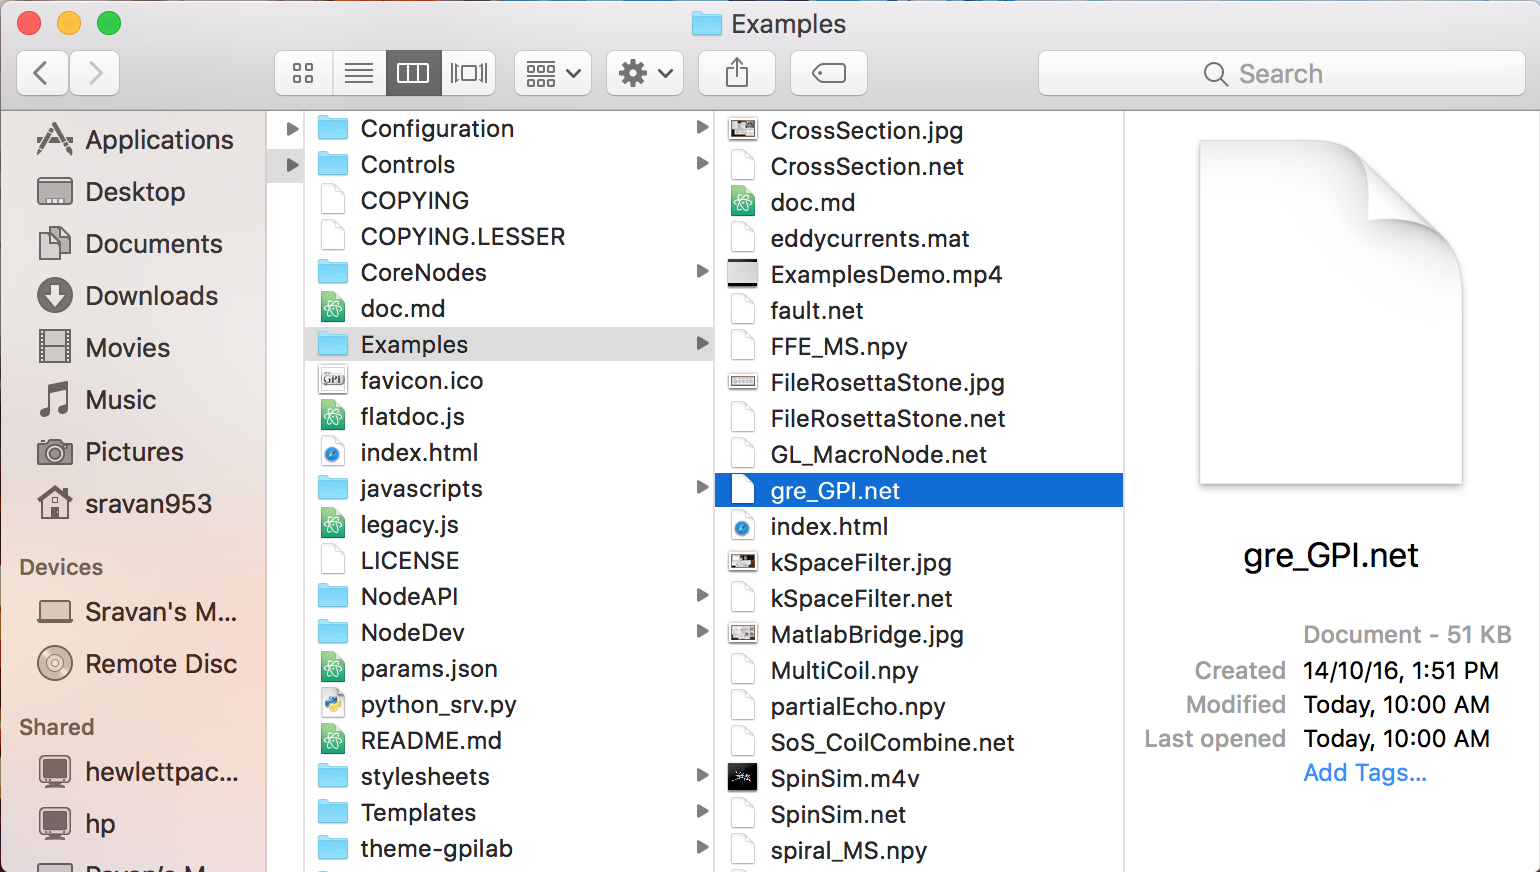 Examples
Search
Applications
Desktop
Documents
Downloads
Movies
Music
Pictures
sravan953
Devices
Sravan's M...
Remote Disc
Shared
hewlettpac...
hp
Configuration
Controls
COPYING
COPYING.LESSER
CoreNodes
doc.md
Examples
favicon.ico
flatdoc.js
index.html
javascripts
legacy.js
LICENSE
NodeAPI
NodeDev
params.json
python_srv.py
README.md
stylesheets
Templates
theme-gpilab
CrossSection.jpg
CrossSection.net
doc.md
eddycurrents.mat
ExamplesDemo.mp4
fault.net
FFE_MS.npy
FileRosettaStone.jpg
FileRosettaStone.net
GL_MacroNode.net
gre_GPI.net
index.html
kSpaceFilter.jpg
kSpaceFilter.net
MatlabBridge.jpg
MultiCoil.npy
partialEcho.npy
SoS_CoilCombine.net
SpinSim.m4v
SpinSim.net
spiral_MS.npy
gre_GPI.net
Document - 51 KB
Created 14/10/16, 1:51 PM
Modified Today, 10:00 AM
Last opened Today, 10:00 AM
Add Tags...